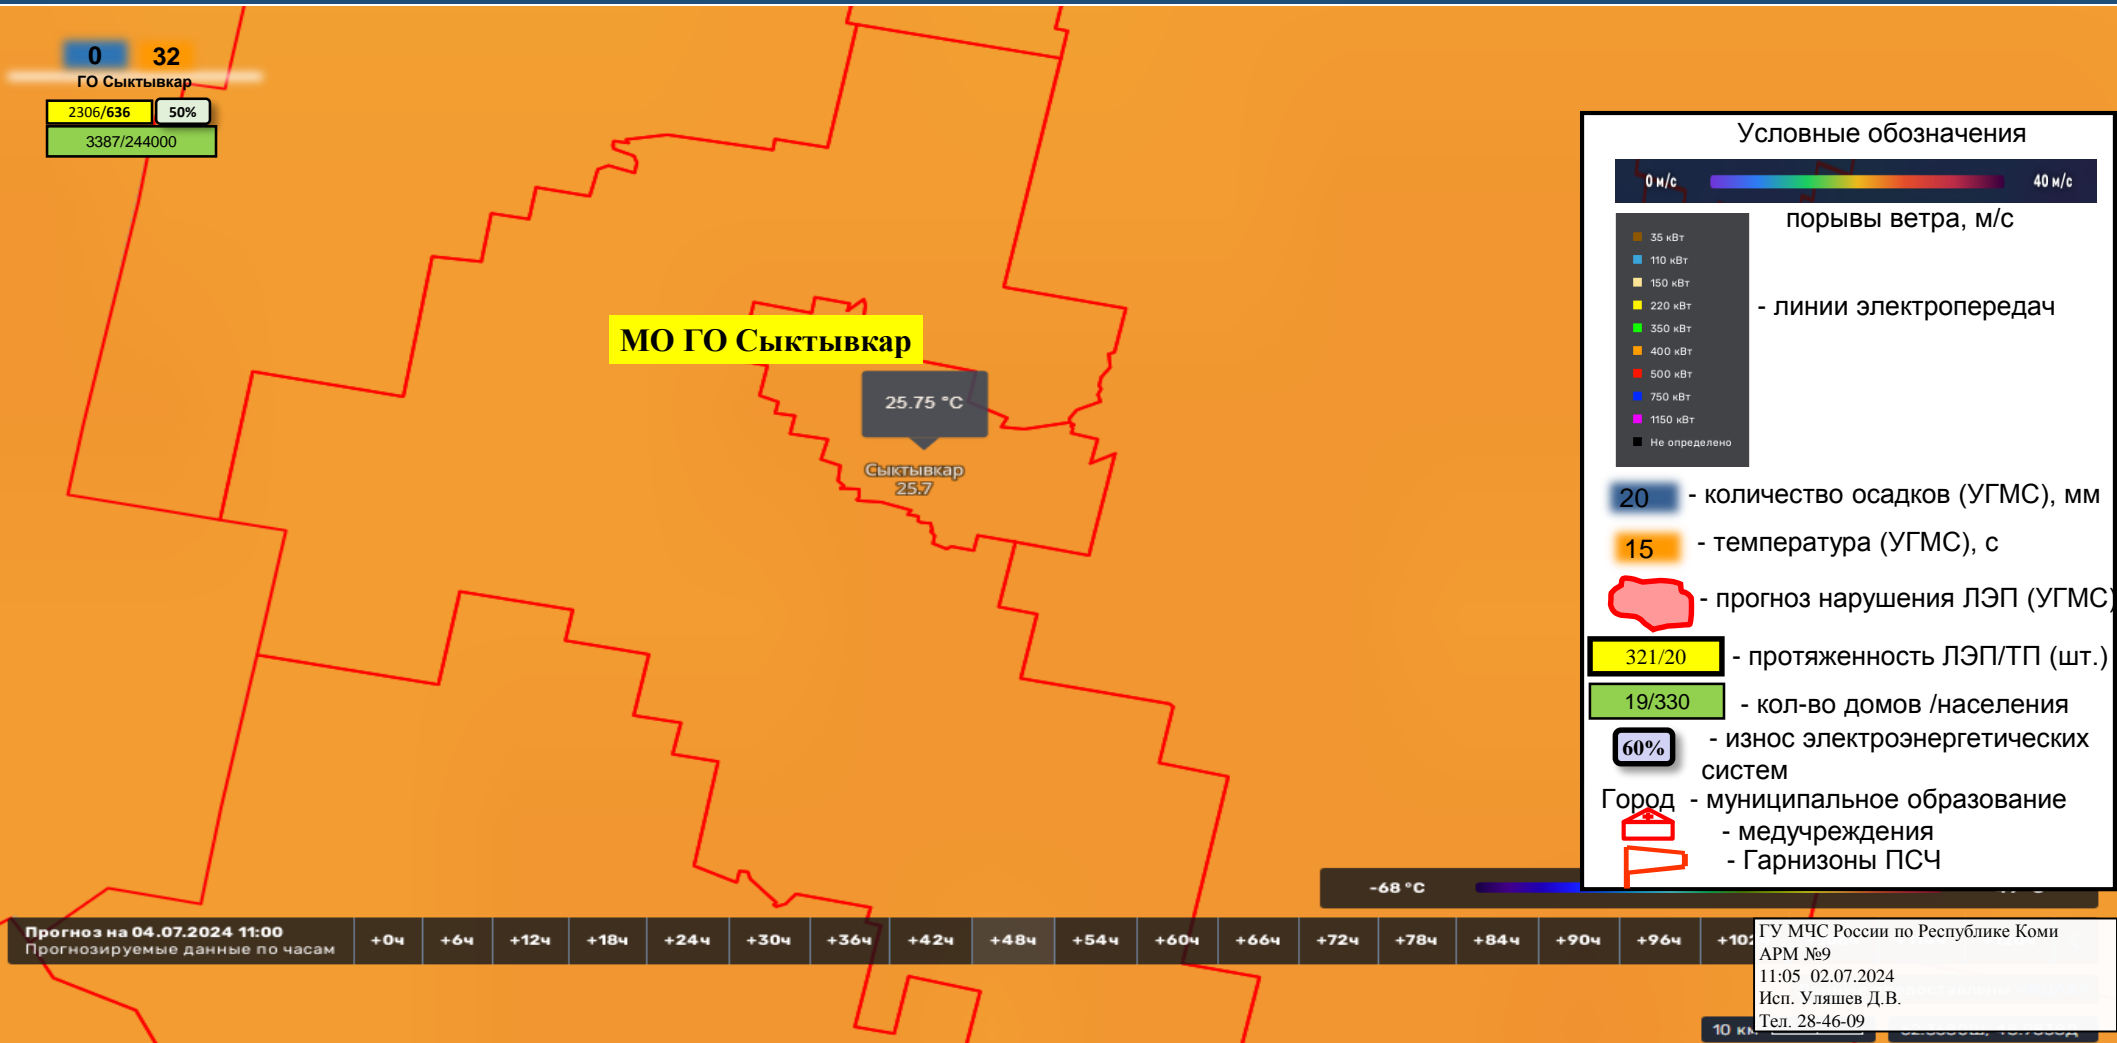 0 32
ГО Сыктывкар
2306/636 50%
3387/244000
МО ГО Сыктывкар
25.75 °C
Сыктывкар
25.7
Условные обозначения
0 м/с 40 м/с
порывы ветра, м/с
35 кВт
110 кВт
150 кВт
220 кВт
350 кВт
400 кВт
500 кВт
750 кВт
1150 кВт
Не определено
- линии электропередач
20 - количество осадков (УГМС), мм
15 - температура (УГМС), с
- прогноз нарушения ЛЭП (УГМС)
321/20 - протяженность ЛЭП/ТП (шт.)
19/330 - кол-во домов /населения
60% - износ электроэнергетических
систем
Город - муниципальное образование
- медучреждения
- Гарнизоны ПСЧ
-68 °C
Прогноз на 04.07.2024 11:00
Прогнозируемые данные по часам
+0ч +6ч +12ч +18ч +24ч +30ч +36ч +42ч +48ч +54ч +60ч +66ч +72ч +78ч +84ч +90ч +96ч +102
ГУ МЧС России по Республике Коми
АРМ №9
11:05 02.07.2024
Исп. Уляшев Д.В.
Тел. 28-46-09
10 км